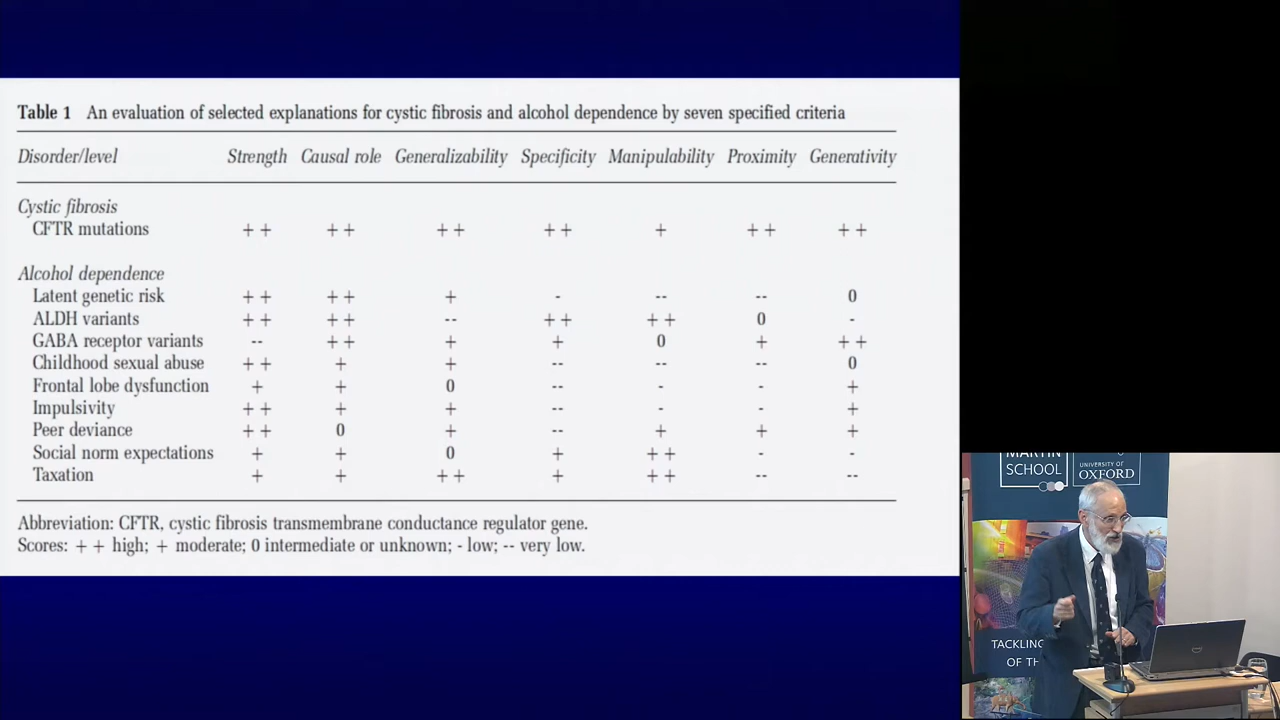 Table 1 An evaluation of selected explanations for cystic fibrosis and alcohol dependence by seven specified criteria
Disorder/level Strength Causal role Generalizability Specificity Manipulability Proximity Generativity
Cystic fibrosis
CFTR mutations ++ ++ ++ ++ + ++ ++
Alcohol dependence
Latent genetic risk ++ ++ + - -- -- 0
ALDH variants ++ ++ -- ++ ++ 0 -
GABA receptor variants -- ++ + + 0 + ++
Childhood sexual abuse ++ + + -- -- -- 0
Frontal lobe dysfunction + + 0 -- - - +
Impulsivity ++ + + -- - - +
Peer deviance ++ 0 + -- + + +
Social norm expectations + + 0 + ++ - -
Taxation + + ++ + ++ -- --
Abbreviation: CFTR, cystic fibrosis transmembrane conductance regulator gene.
Scores: ++ high; + moderate; 0 intermediate or unknown; - low; -- very low.
MARTIN
SCHOOL
UNIVERSITY OF
OXFORD
TACKLING
OF TH